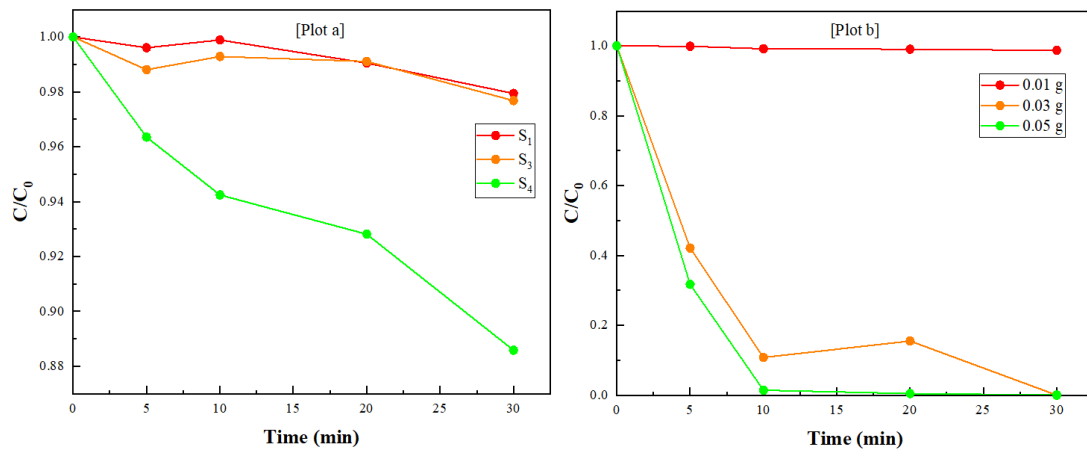 [Plot a]
1.00
0.98
0.96
0.94
0.92
0.90
0.88
C/C0
S1
S3
S4
0 5 10 15 20 25 30
Time (min)
[Plot b]
1.0
0.8
0.6
0.4
0.2
0.0
C/C0
0.01 g
0.03 g
0.05 g
0 5 10 15 20 25 30
Time (min)